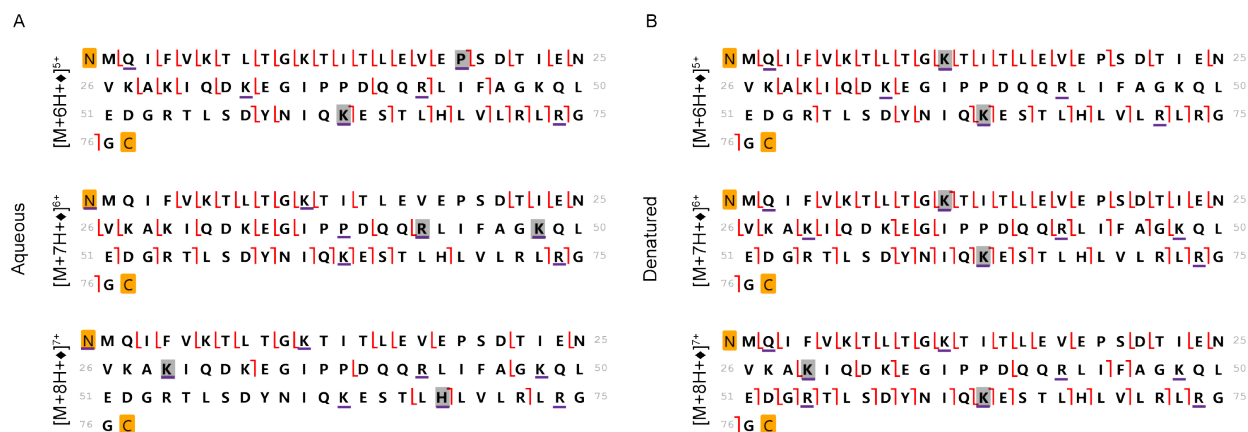 A
Aqueous
[M+6H+♦]5+
N M Q I F V K T L T G K T I T L E V E P S D T I E N 25
26 V K A K I Q D K E G I P P D Q Q R L I F A G K Q L 50
51 E D G R T L S D Y N I Q K E S T L H L V L R L R G 75
76 G C
[M+7H+♦]6+
N M Q I F V K T L T G K T I T L E V E P S D T I E N 25
26 V K A K I Q D K E G I P P D Q Q R L I F A G K Q L 50
51 E D G R T L S D Y N I Q K E S T L H L V L R L R G 75
76 G C
[M+8H+♦]7+
N M Q I F V K T L T G K T I T L E V E P S D T I E N 25
26 V K A K I Q D K E G I P P D Q Q R L I F A G K Q L 50
51 E D G R T L S D Y N I Q K E S T L H L V L R L R G 75
76 G C
B
Denatured
[M+6H+♦]5+
N M Q I F V K T L T G K T I T L E V E P S D T I E N 25
26 V K A K I Q D K E G I P P D Q Q R L I F A G K Q L 50
51 E D G R T L S D Y N I Q K E S T L H L V L R L R G 75
76 G C
[M+7H+♦]6+
N M Q I F V K T L T G K T I T L E V E P S D T I E N 25
26 V K A K I Q D K E G I P P D Q Q R L I F A G K Q L 50
51 E D G R T L S D Y N I Q K E S T L H L V L R L R G 75
76 G C
[M+8H+♦]7+
N M Q I F V K T L T G K T I T L E V E P S D T I E N 25
26 V K A K I Q D K E G I P P D Q Q R L I F A G K Q L 50
51 E D G R T L S D Y N I Q K E S T L H L V L R L R G 75
76 G C